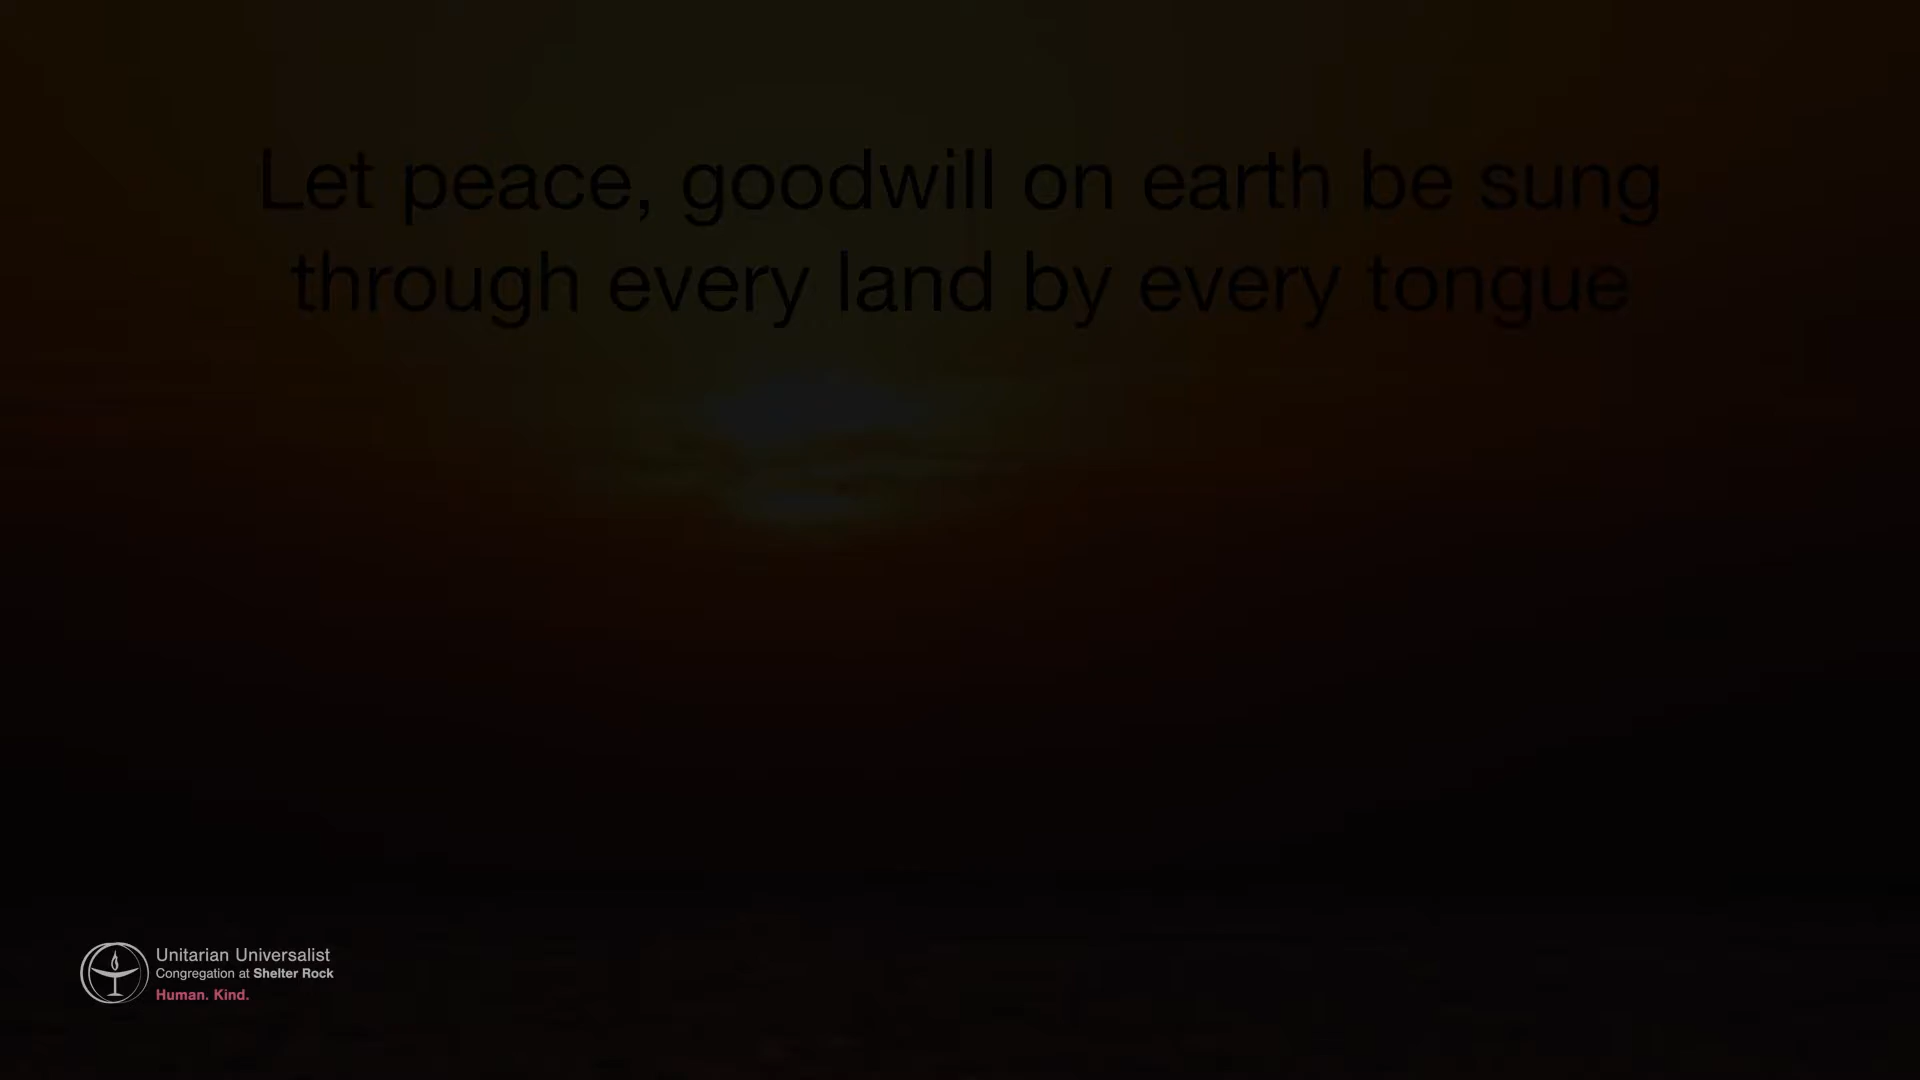 Let peace, goodwill on earth be sung
through every land by every tongue
Unitarian Universalist
Congregation at Shelter Rock
Human. Kind.